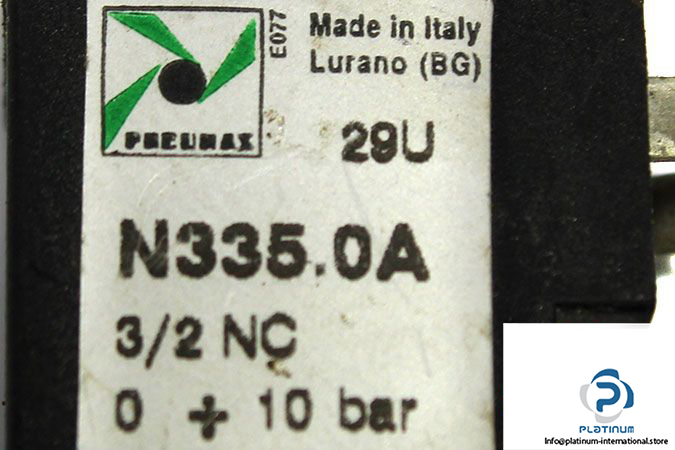 PNEUMAX
E077
Made in Italy
Lurano (BG)
29U
N335.0A
3/2 NC
0 ÷ 10 bar
PLATINUM
Info@platinum-international.store